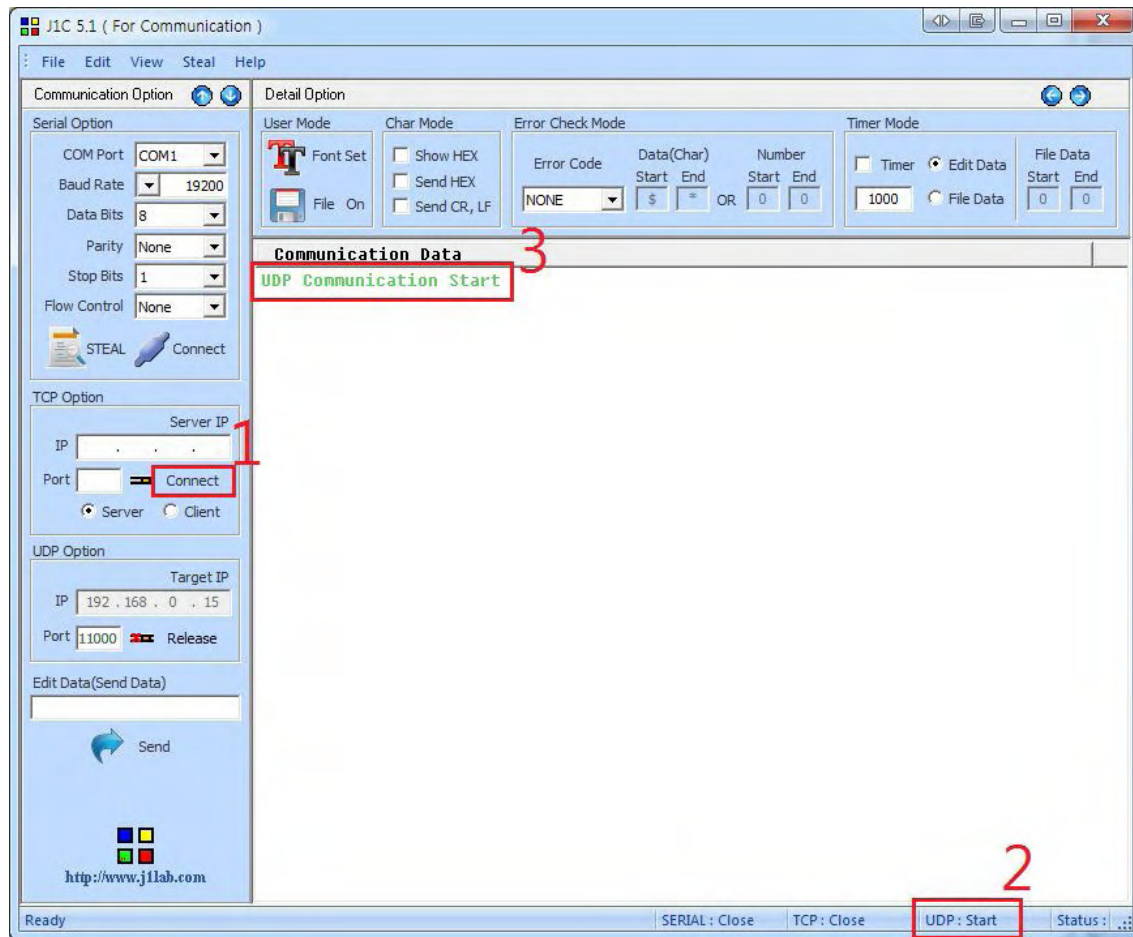 J1C 5.1 ( For Communication )
File Edit View Steal Help
Communication Option
Serial Option
COM Port COM1
Baud Rate 19200
Data Bits 8
Parity None
Stop Bits 1
Flow Control None
STEAL Connect
TCP Option
Server IP
IP . . .
Port Connect
Server Client
1
UDP Option
Target IP
IP 192 . 168 . 0 . 15
Port 11000 Release
Edit Data(Send Data)
Send
http://www.j1lab.com
Detail Option
User Mode
Font Set
File On
Char Mode
Show HEX
Send HEX
Send CR, LF
Error Check Mode
Error Code
NONE
Data(Char)
Start End
$ *
OR
Number
Start End
0 0
Timer Mode
Timer Edit Data
1000 File Data
File Data
Start End
0 0
Communication Data
3
UDP Communication Start
2
Ready SERIAL : Close TCP : Close UDP : Start Status :